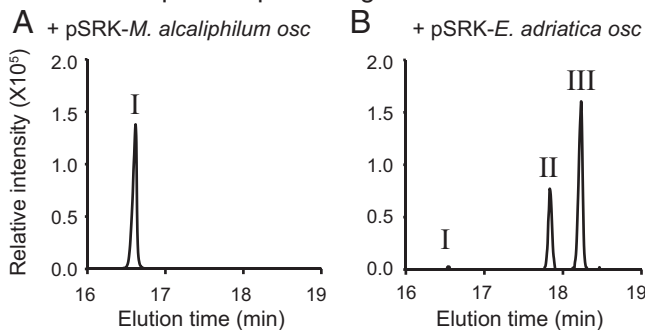 A + pSRK-M. alcaliphilum osc
B + pSRK-E. adriatica osc
Relative intensity (X10⁵)
2.0
1.5
1.0
0.5
0.0
I
16 17 18 19
Elution time (min)
2.0
1.5
1.0
0.5
0.0
I
II
III
16 17 18 19
Elution time (min)